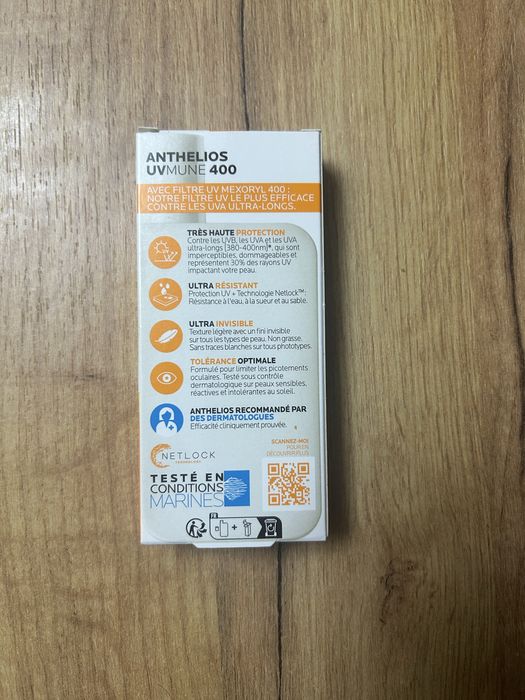 ANTHELIOS
UVMUNE 400
AVEC FILTRE UV MEXORYL 400 :
NOTRE FILTRE UV LE PLUS EFFICACE
CONTRE LES UVA ULTRA-LONGS.
TRÈS HAUTE PROTECTION
Contre les UVB, les UVA et les UVA
ultra-longs [380-400nm]*, qui sont
imperceptibles, dommageables et
représentent 30% des rayons UV
impactant votre peau.
ULTRA RÉSISTANT
Protection UV + Technologie Netlock™:
Résistance à l'eau, à la sueur et au sable.
ULTRA INVISIBLE
Texture légère avec un fini invisible
sur tous les types de peau. Non grasse.
Sans traces blanches sur tous phototypes.
TOLÉRANCE OPTIMALE
Formulé pour limiter les picotements
oculaires. Testé sous contrôle
dermatologique sur peaux sensibles,
réactives et intolérantes au soleil.
ANTHELIOS RECOMMANDÉ PAR
DES DERMATOLOGUES
Efficacité cliniquement prouvée.
NETLOCK
TECHNOLOGY
SCANNEZ-MOI
POUR EN
DÉCOUVRIR PLUS
TESTÉ EN
CONDITIONS
MARINES
FR
+